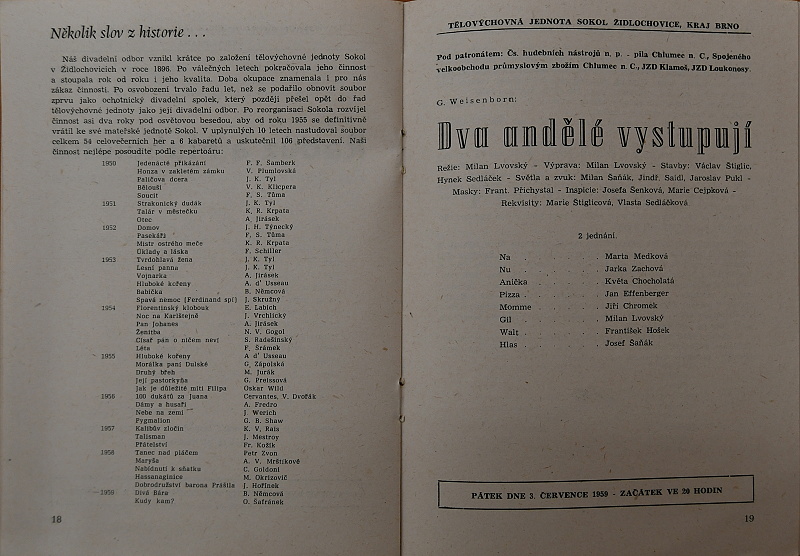 Několik slov z historie . . .
Náš divadelní odbor vznikl krátce po založení tělovýchovné jednoty Sokol
v Židlochovicích v roce 1896. Po válečných letech pokračovala jeho činnost
a stoupala rok od roku i jeho kvalita. Doba okupace znamenala i pro nás
zákaz činnosti. Po osvobození trvalo řadu let, než se podařilo obnovit soubor
zprvu jako ochotnický divadelní spolek, který později přešel opět do řad
tělovýchovné jednoty jako její divadelní odbor. Po reorganisaci Sokola rozvíjel
činnost asi dva roky pod osvětovou besedou, aby od roku 1955 se definitivně
vrátil ke své mateřské jednotě Sokol. V uplynulých 10 letech nastudoval soubor
celkem 54 celovečerních her a 6 kabaretů a uskutečnil 106 představení. Naši
činnost nejlépe posoudíte podle repertoáru:
1950 Jedenácté přikázání F. F. Šamberk
Honza v zakletém zámku V. Plumlovská
Paličova dcera J. K. Tyl
Běloušі V. K. Klicpera
Soucit F. S. Tůma
1951 Strakonický dudák J. K. Tyl
Talár v městečku K. R. Krpata
Otec A. Jirásek
1952 Domov J. H. Týnecký
Pasekáři F. S. Tůma
Mistr ostrého meče K. R. Krpata
Úklady a láska F. Schiller
1953 Tvrdohlavá žena J. K. Tyl
Lesní panna J. K. Tyl
Vojnarka A. Jirásek
Hluboké kořeny A. d' Usseau
Babička B. Němcová
Spavá nemoc (Ferdinand spí) J. Skružný
1954 Florentinský klobouk E. Labich
Noc na Karlštejně J. Vrchlický
Pan Johanes A. Jirásek
Ženitba N. V. Gogol
Císař pán o ničem neví S. Radešinský
Léto F. Šrámek
1955 Hluboké kořeny A d' Usseau
Morálka paní Dulské G. Zápolská
Druhý břeh M. Jurák
Její pastorkyňa G. Preissová
Jak je důležité míti Filipa Oskar Wild
1956 100 dukátů za Juana Cervantes, V. Dvořák
Dámy a husaři A. Fredro
Nebe na zemi J. Werich
Pygmalion G. B. Shaw
1957 Kalibův zločin K. V. Rais
Talisman J. Nestroy
Přátelství Fr. Kožík
1958 Tanec nad pláčem Petr Zvon
Maryša A. V. Mrštíkové
Nabídnutí k sňatku C. Goldoni
Hassanaginice M. Okrizovič
Dobrodružství barona Prášila J. Hořínek
1959 Divá Bára B. Němcová
Kudy kam? O. Šafránek
18
TĚLOVÝCHOVNÁ JEDNOTA SOKOL ŽIDLOCHOVICE, KRAJ BRNO
Pod patronátem: Čs. hudebních nástrojů n. p. - pila Chlumec n. C., Spojeného
velkoobchodu průmyslovým zbožím Chlumec n. C., JZD Klamoš, JZD Loukonosy.
G. Weisenborn:
Dva andělé vystupují
Režie: Milan Lvovský - Výprava: Milan Lvovský - Stavby: Václav Štiglic,
Hynek Sedláček - Světla a zvuk: Milan Šaňák, Jindř. Saidl, Jaroslav Pukl -
Masky: Frant. Přichystal - Inspicie: Josefa Šenková, Marie Cejpková -
Rekvisity: Marie Štiglicová, Vlasta Sedláčková
2 jednání.
Na . . . . . . Marta Medková
Nu . . . . . . Jarka Zachová
Anička . . . . . Květa Chocholatá
Pizza . . . . . . Jan Effenberger
Momme . . . . . Jiří Chromek
Gil . . . . . . Milan Lvovský
Walt . . . . . . František Hošek
Hlas . . . . . . Josef Šaňák
PÁTEK DNE 3. ČERVENCE 1959 - ZAČÁTEK VE 20 HODIN
19